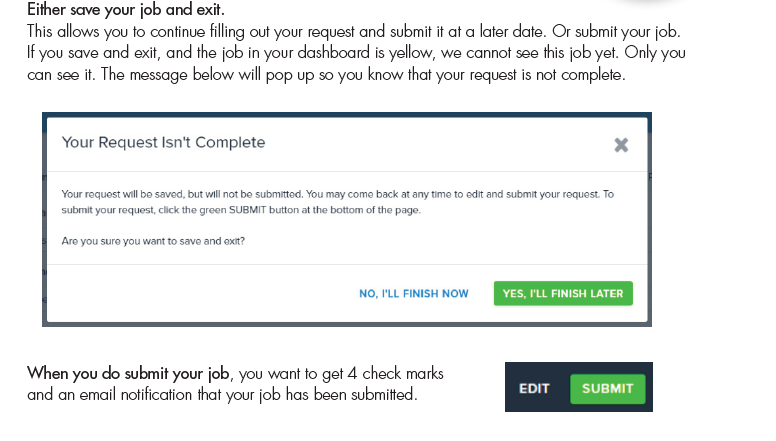 Either save your job and exit.
This allows you to continue filling out your request and submit it at a later date. Or submit your job.
If you save and exit, and the job in your dashboard is yellow, we cannot see this job yet. Only you
can see it. The message below will pop up so you know that your request is not complete.
Your Request Isn't Complete
Your request will be saved, but will not be submitted. You may come back at any time to edit and submit your request. To
submit your request, click the green SUBMIT button at the bottom of the page.
Are you sure you want to save and exit?
NO, I'LL FINISH NOW YES, I'LL FINISH LATER
When you do submit your job, you want to get 4 check marks
and an email notification that your job has been submitted.
EDIT SUBMIT